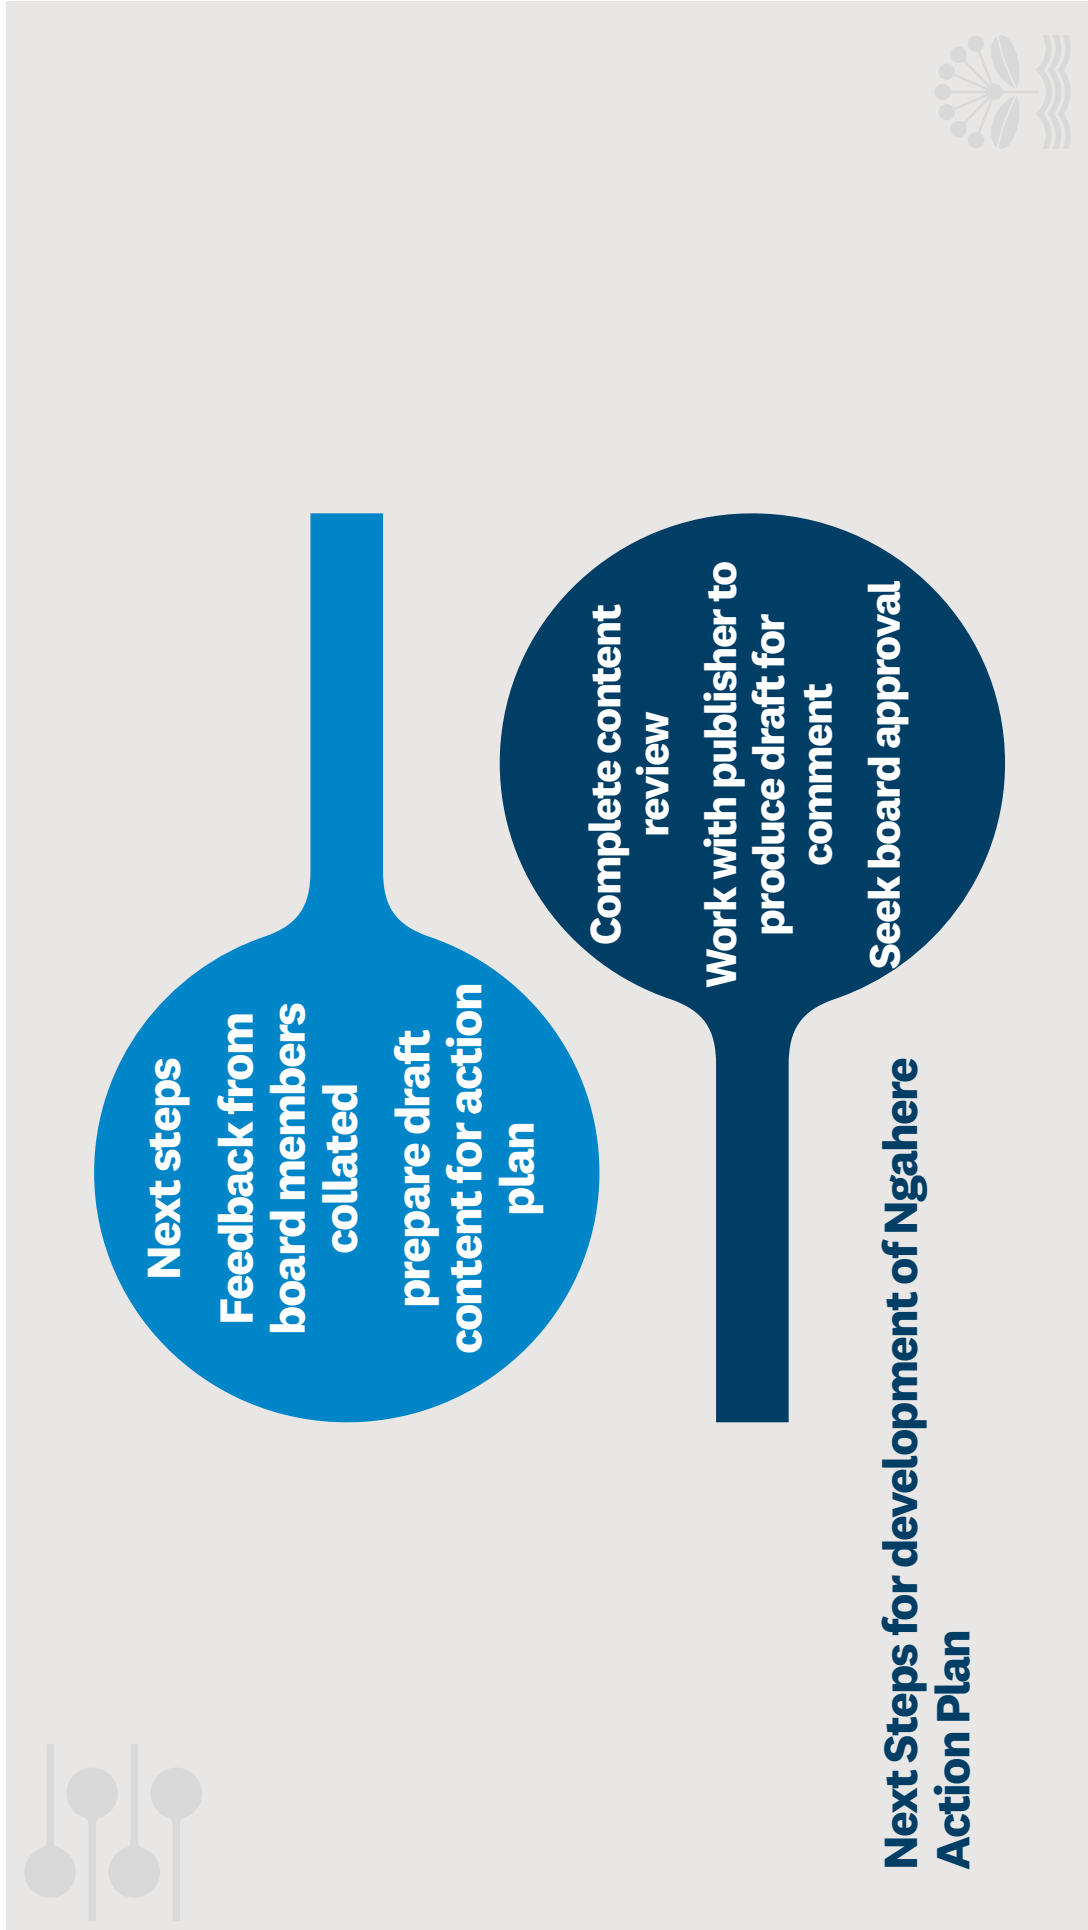 Next steps
Feedback from
board members
collated
prepare draft
content for action
plan
Complete content
review
Work with publisher to
produce draft for
comment
Seek board approval
Next Steps for development of Ngahere
Action Plan